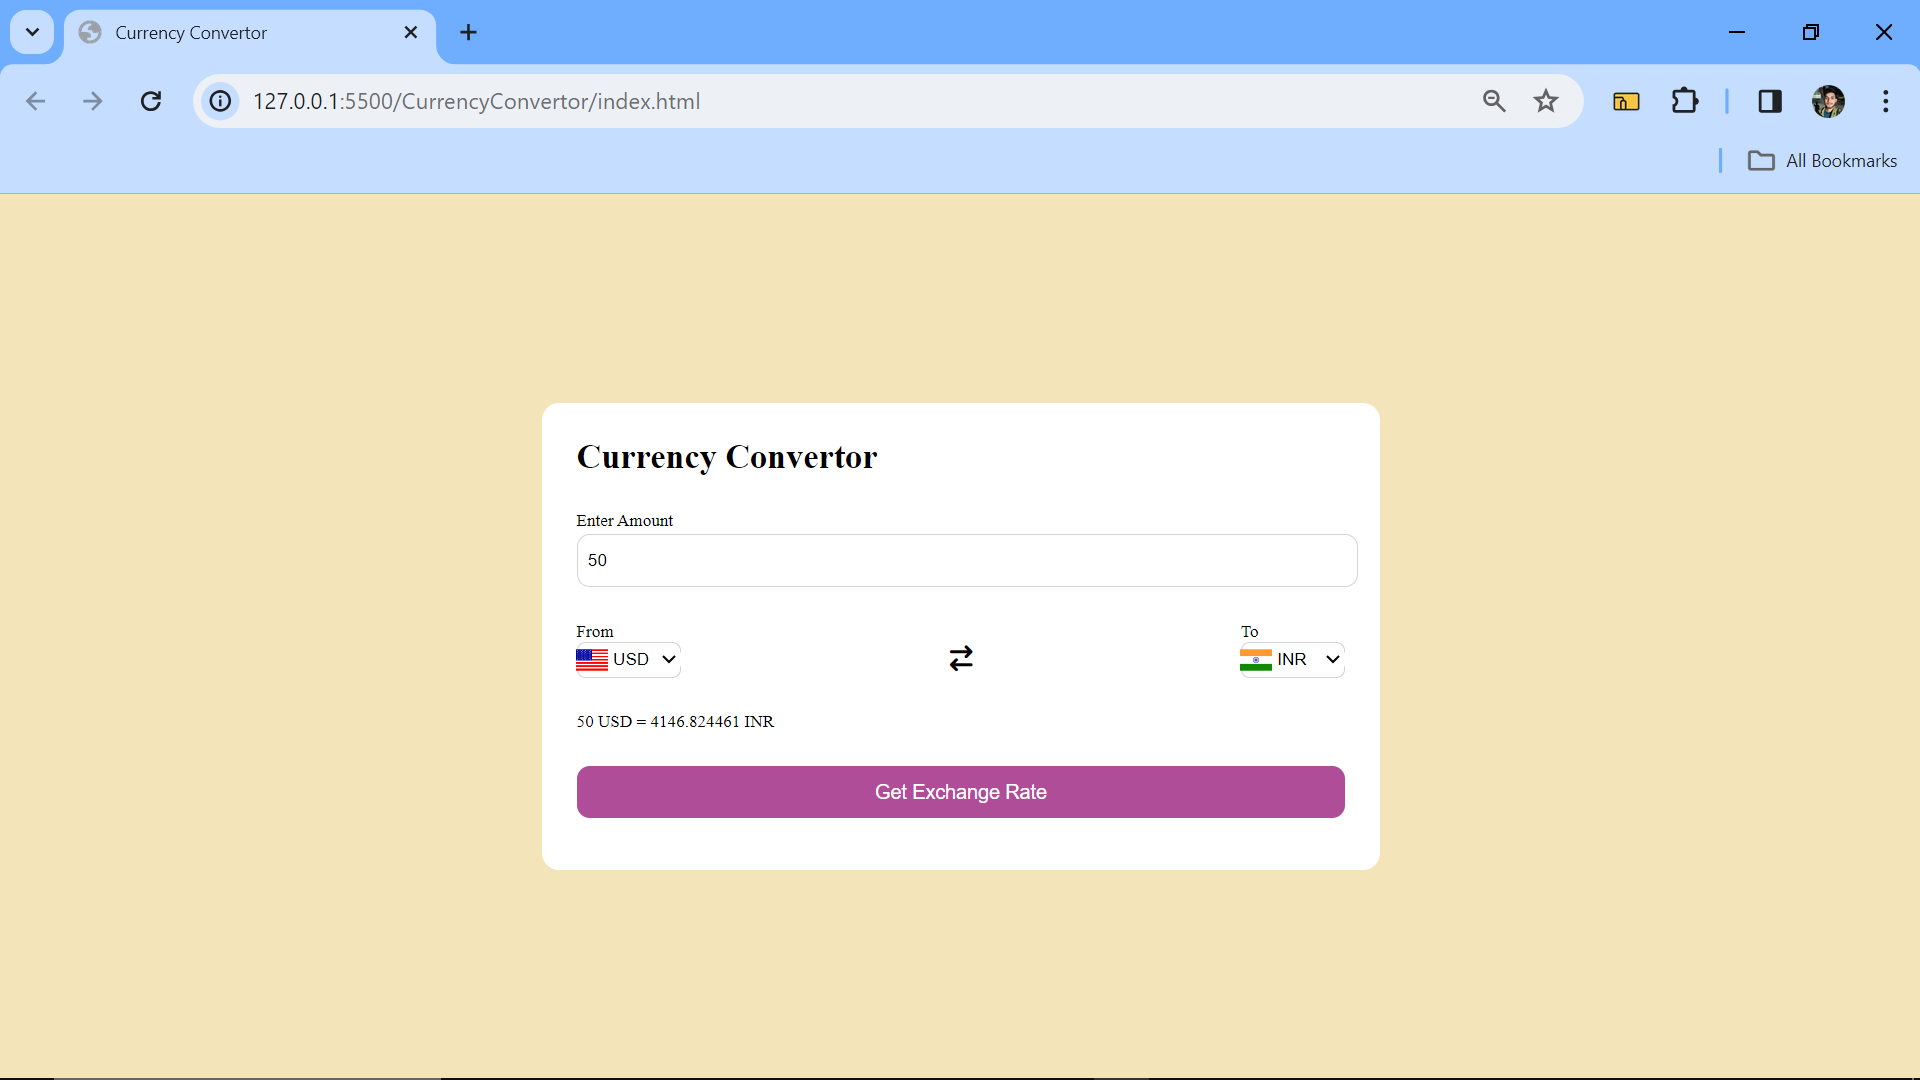 Currency Convertor
127.0.0.1:5500/CurrencyConvertor/index.html
All Bookmarks
Currency Convertor
Enter Amount
50
From
To
USD
INR
50 USD = 4146.824461 INR
Get Exchange Rate